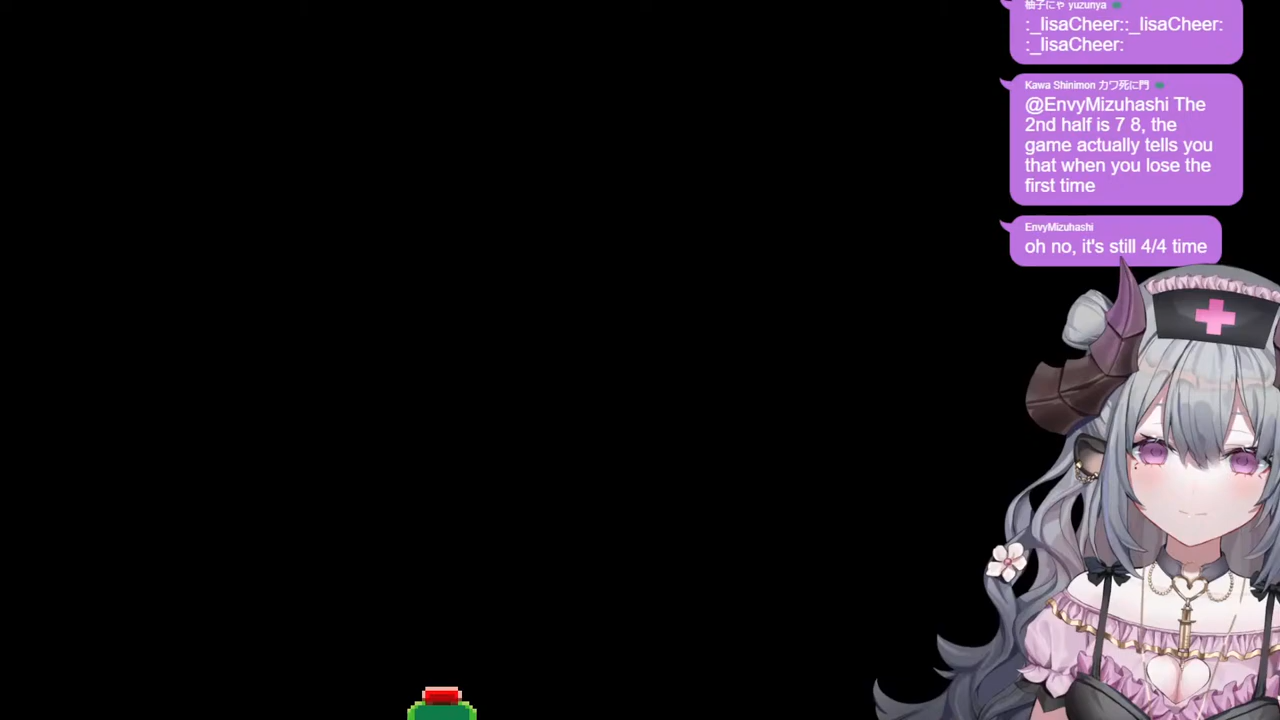 柚子にゃ yuzunya
:_lisaCheer::_lisaCheer:
:_lisaCheer:
Kawa Shinimon カワ死に門
@EnvyMizuhashi The
2nd half is 7 8, the
game actually tells you
that when you lose the
first time
EnvyMizuhashi
oh no, it's still 4/4 time